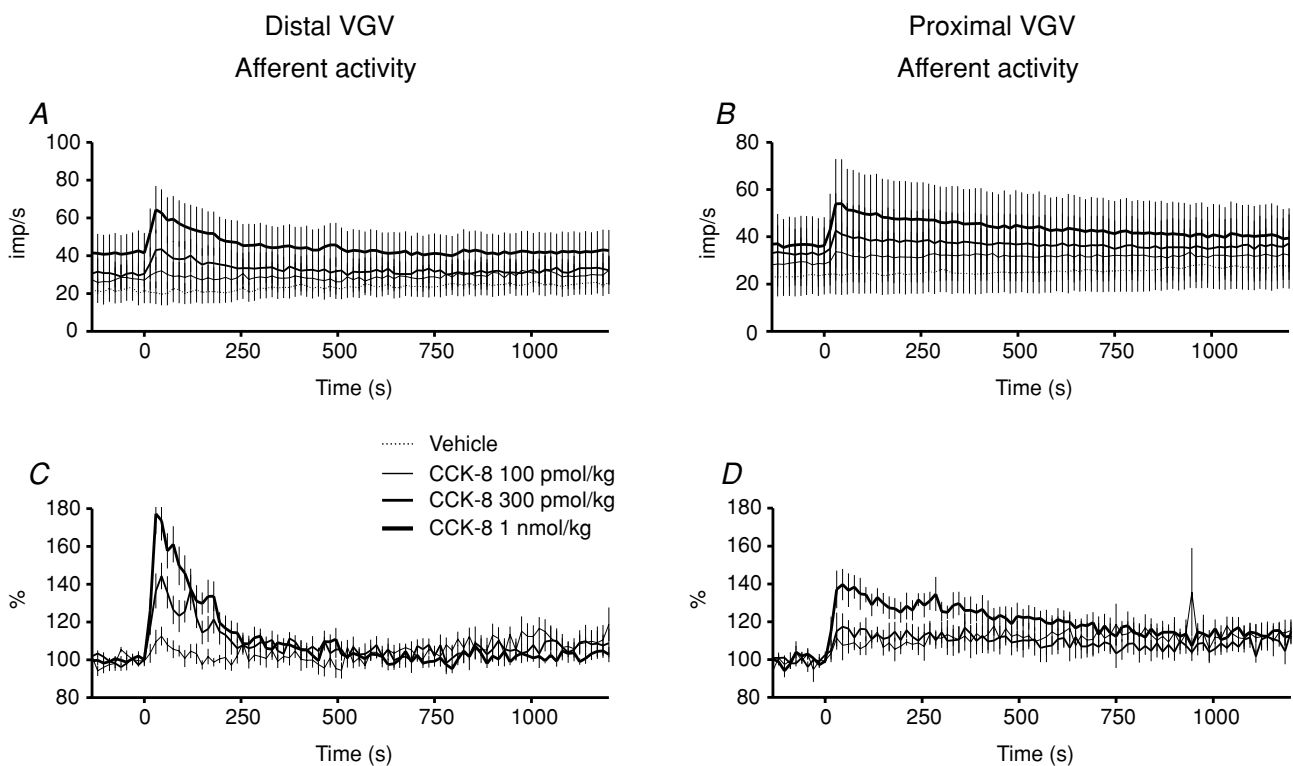 Distal VGV
Afferent activity
Proximal VGV
Afferent activity
A
100
80
60
40
20
0
imp/s
0 250 500 750 1000
Time (s)
B
80
60
40
20
0
imp/s
0 250 500 750 1000
Time (s)
Vehicle
CCK-8 100 pmol/kg
CCK-8 300 pmol/kg
CCK-8 1 nmol/kg
C
180
160
140
120
100
80
%
0 250 500 750 1000
Time (s)
D
180
160
140
120
100
80
%
0 250 500 750 1000
Time (s)